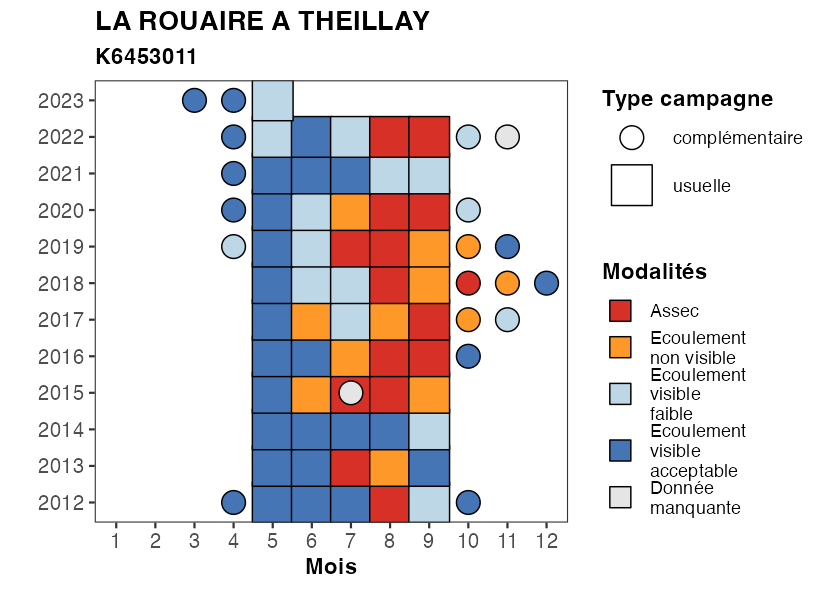 LA ROUAIRE A THEILLAY
K6453011
2023
2022
2021
2020
2019
2018
2017
2016
2015
2014
2013
2012
1 2 3 4 5 6 7 8 9 10 11 12
Mois
Type campagne
complémentaire
usuelle
Modalités
Assec
Ecoulement
non visible
Ecoulement
visible
faible
Ecoulement
visible
acceptable
Donnée
manquante